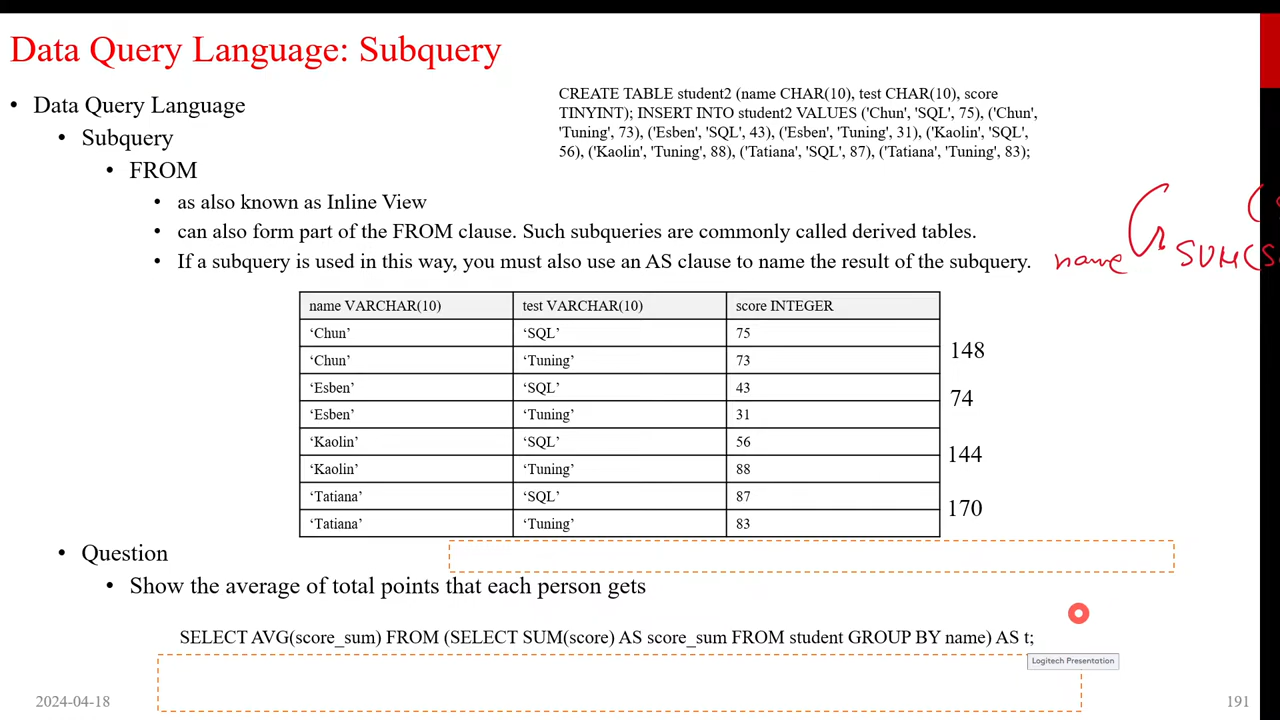 Data Query Language: Subquery
• Data Query Language
• Subquery
• FROM
• as also known as Inline View
• can also form part of the FROM clause. Such subqueries are commonly called derived tables.
• If a subquery is used in this way, you must also use an AS clause to name the result of the subquery.
CREATE TABLE student2 (name CHAR(10), test CHAR(10), score
TINYINT); INSERT INTO student2 VALUES ('Chun', 'SQL', 75), ('Chun',
'Tuning', 73), ('Esben', 'SQL', 43), ('Esben', 'Tuning', 31), ('Kaolin', 'SQL',
56), ('Kaolin', 'Tuning', 88), ('Tatiana', 'SQL', 87), ('Tatiana', 'Tuning', 83);
name G SUM(S
name VARCHAR(10) test VARCHAR(10) score INTEGER
‘Chun’ ‘SQL’ 75
‘Chun’ ‘Tuning’ 73
148
‘Esben’ ‘SQL’ 43
‘Esben’ ‘Tuning’ 31
74
‘Kaolin’ ‘SQL’ 56
‘Kaolin’ ‘Tuning’ 88
144
‘Tatiana’ ‘SQL’ 87
‘Tatiana’ ‘Tuning’ 83
170
• Question
• Show the average of total points that each person gets
SELECT AVG(score_sum) FROM (SELECT SUM(score) AS score_sum FROM student GROUP BY name) AS t;
Logitech Presentation
2024-04-18
191